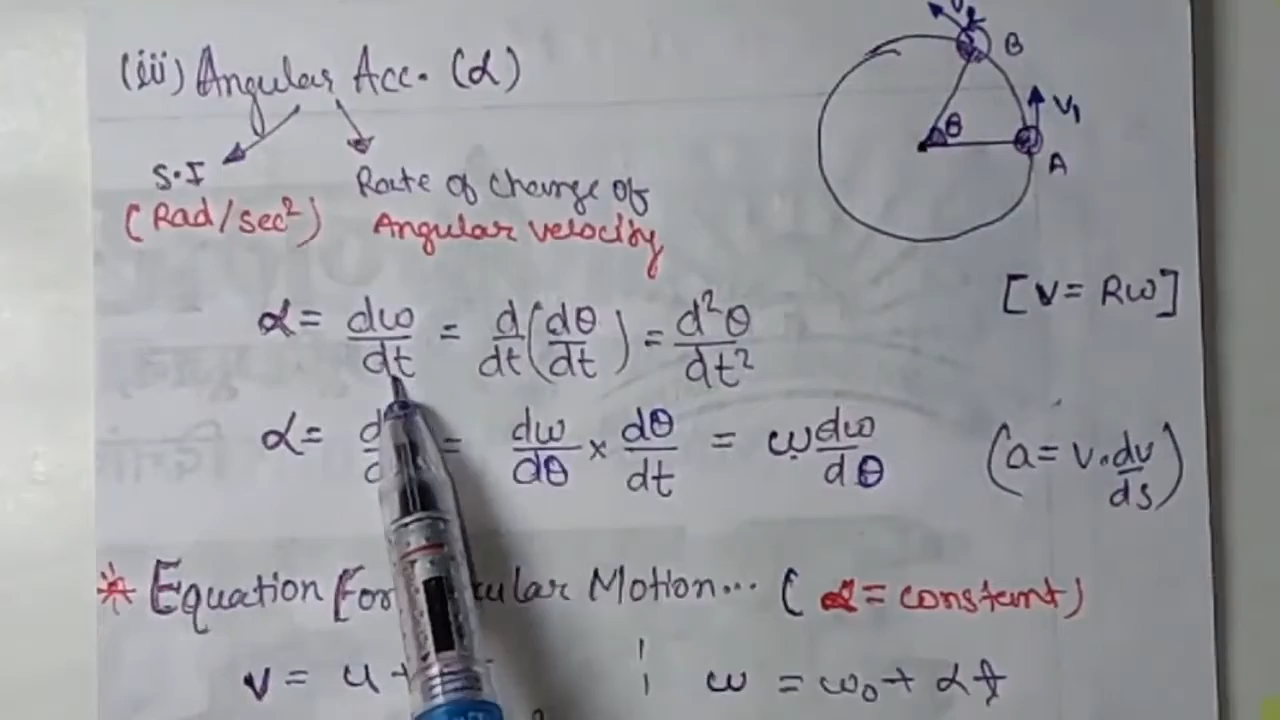 (iii) Angular Acc. (α)
S.I
(Rad/sec²)
Rate of change of
Angular velocity
B
θ
V₁
A
[v = Rω]
α = dω/dt = d/dt(dθ/dt) = d²θ/dt²
α = = dω/dθ × dθ/dt = ω dω/dθ
(a = v.dv/ds)
* Equation For Motion... (α = constant)
v = u + ¦ ω = ω₀ + αt